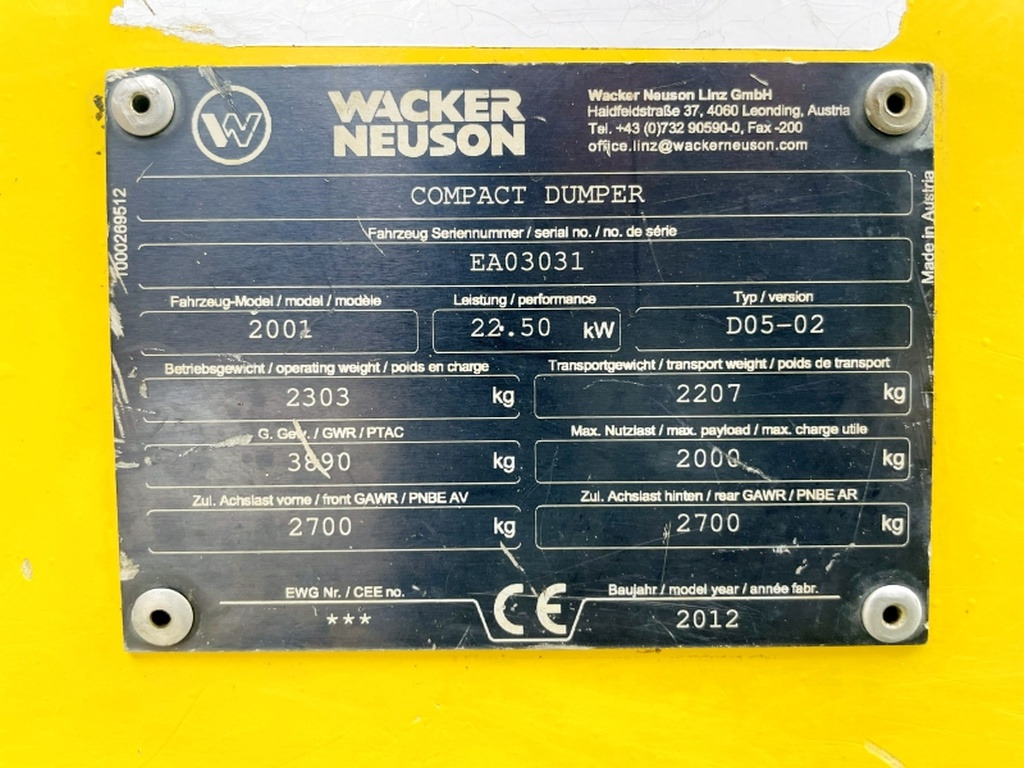 W
WACKER
NEUSON
Wacker Neuson Linz GmbH
Haidfeldstraße 37, 4060 Leonding, Austria
Tel. +43 (0)732 90590-0, Fax -200
office.linz@wackerneuson.com
1000269512
Made in Austria
COMPACT DUMPER
Fahrzeug Seriennummer / serial no. / no. de série
EA03031
Fahrzeug-Model / model / modèle Leistung / performance Typ / version
2001 22.50 kW D05-02
Betriebsgewicht / operating weight / poids en charge Transportgewicht / transport weight / poids de transport
2303 kg 2207 kg
G. Gew. / GWR / PTAC Max. Nutzlast / max. payload / max. charge utile
3890 kg 2000 kg
Zul. Achslast vorne / front GAWR / PNBE AV Zul. Achslast hinten / rear GAWR / PNBE AR
2700 kg 2700 kg
EWG Nr. / CEE no. CE Baujahr / model year / année fabr.
*** 2012